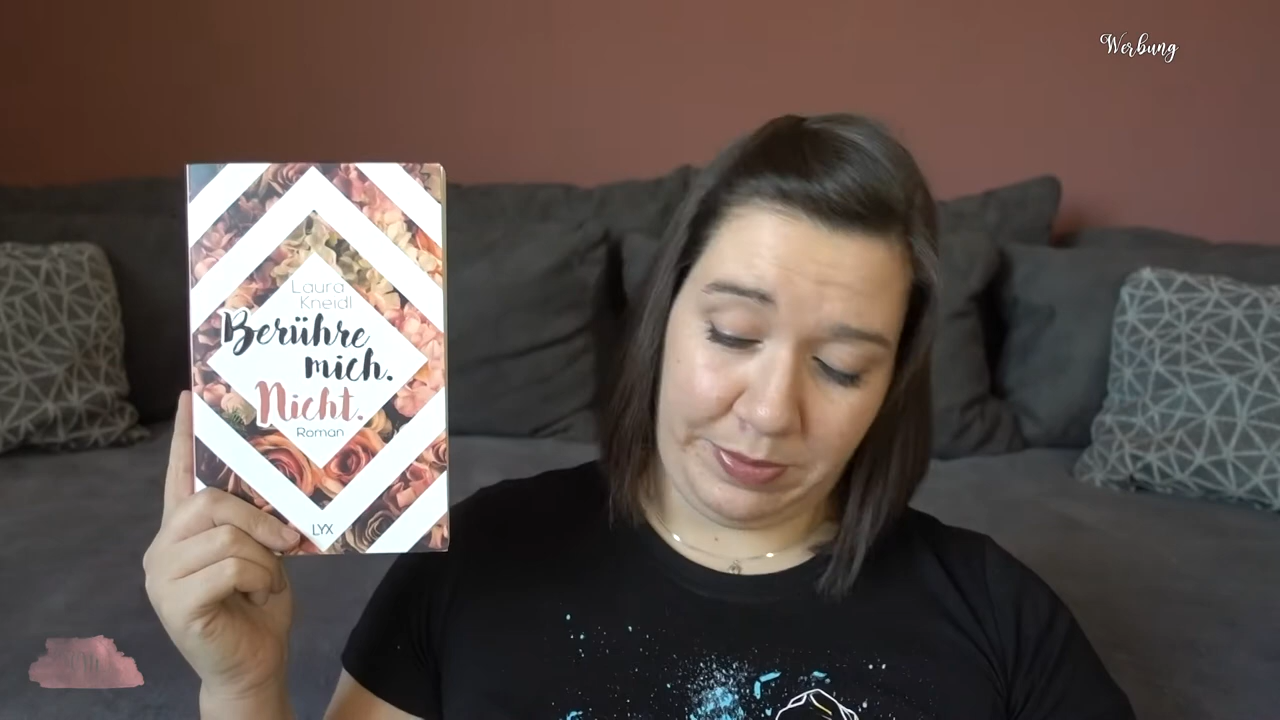 Werbung
Laura
Kneidl
Berühre
mich.
Nicht.
Roman
LYX